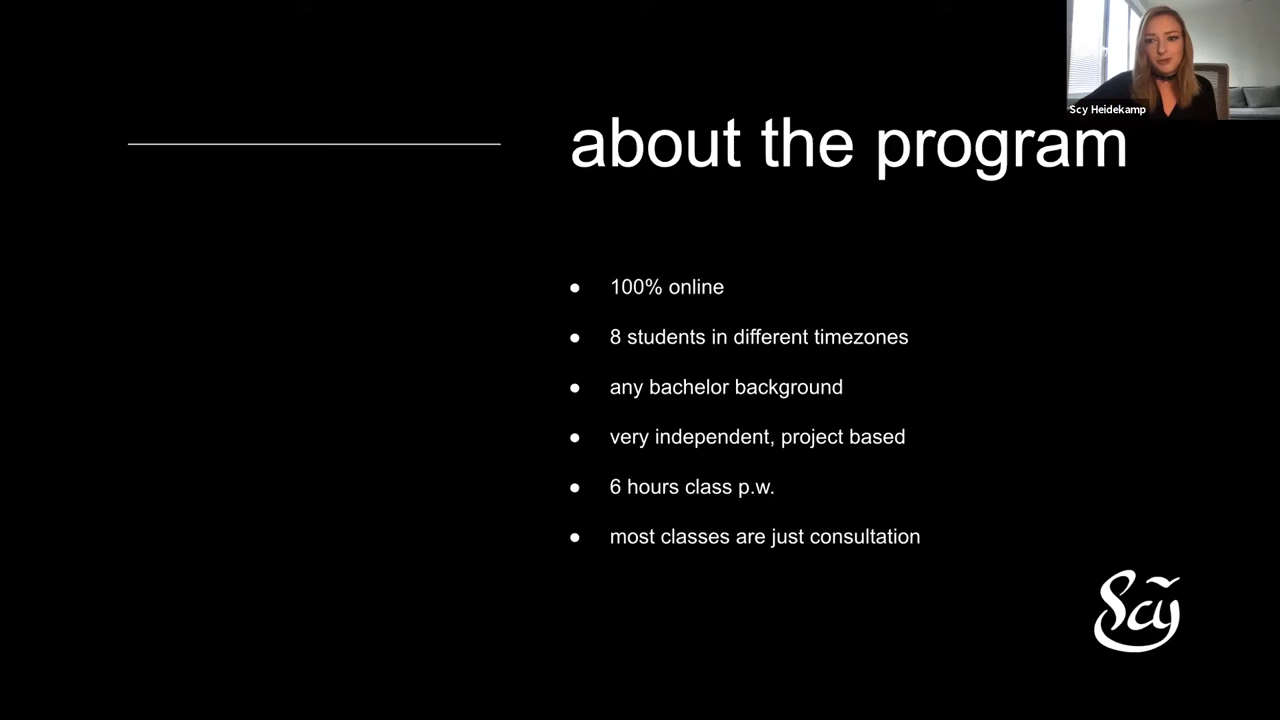 Scy Heidekamp
about the program
● 100% online
● 8 students in different timezones
● any bachelor background
● very independent, project based
● 6 hours class p.w.
● most classes are just consultation
Scy